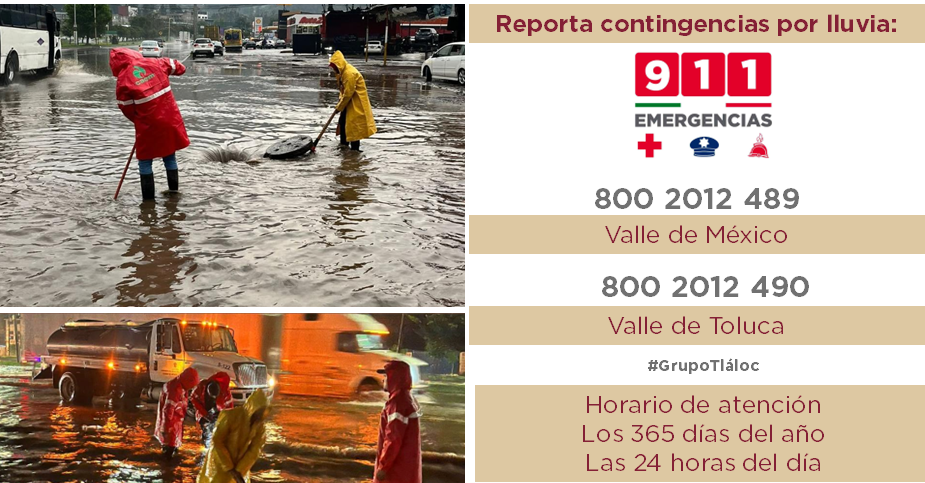 Reporta contingencias por lluvia:
911
EMERGENCIAS
800 2012 489
Valle de México
800 2012 490
Valle de Toluca
#GrupoTláloc
Horario de atención
Los 365 días del año
Las 24 horas del día